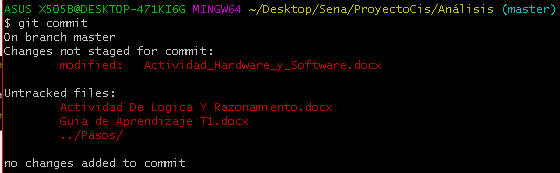 ASUS X505B@DESKTOP-471KI6G MINGW64 ~/Desktop/Sena/ProyectoCis/Análisis (master)
$ git commit
On branch master
Changes not staged for commit:
modified: Actividad_Hardware_y_Software.docx
Untracked files:
Actividad De Logica Y Razonamiento.docx
Guia de Aprendizaje T1.docx
../Pasos/
no changes added to commit